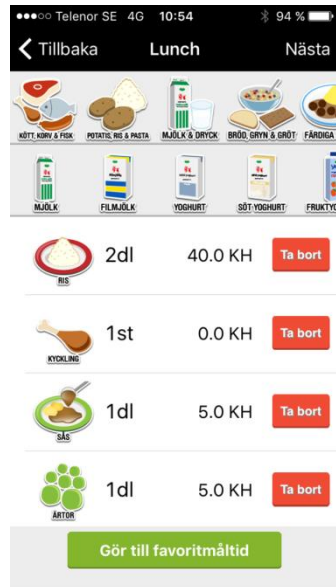 Telenor SE 4G 10:54 94 %
Tillbaka Lunch Nästa
KÖTT, KORV & FISK POTATIS, RIS & PASTA MJÖLK & DRYCK BRÖD, GRYN & GRÖT FÄRDIGA
MJÖLK FILMJÖLK YOGHURT SÖT YOGHURT FRUKTYO
2dl 40.0 KH Ta bort
RIS
1st 0.0 KH Ta bort
KYCKLING
1dl 5.0 KH Ta bort
SÅS
1dl 5.0 KH Ta bort
ÄRTOR
Gör till favoritmåltid